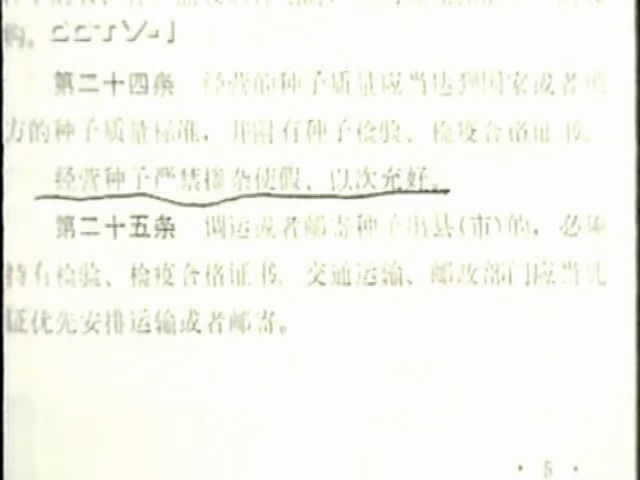 购。CCTV-1
第二十四条 经营的种子质量应当达到国家或者地
方的种子质量标准，并附有种子检验、检疫合格证书。
经营种子严禁掺杂使假、以次充好。
第二十五条 调运或者邮寄种子出县(市)的，必须
持有检验、检疫合格证书。交通运输、邮政部门应当凭
证优先安排运输或者邮寄。
· 5 ·